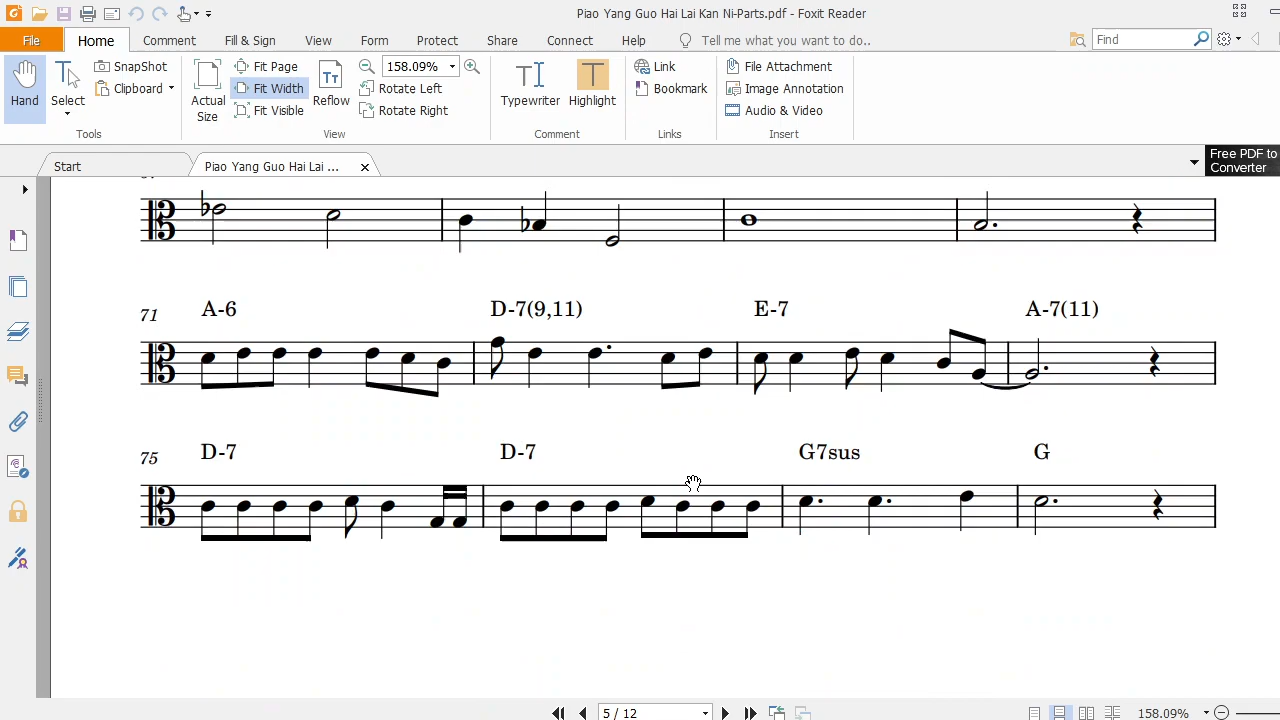 Piao Yang Guo Hai Lai Kan Ni-Part.pdf - Foxit Reader
File Home Comment Fill & Sign View Form Protect Share Connect Help Tell me what you want to do.. Find
Hand
Select
SnapShot
Clipboard
Tools
Actual Size
Fit Page
Fit Width
Fit Visible
Reflow
158.09%
Rotate Left
Rotate Right
View
Typewriter
Highlight
Comment
Link
Bookmark
Links
File Attachment
Image Annotation
Audio & Video
Insert
Start
Piao Yang Guo Hai Lai ...
Free PDF to
Converter
71 A-6 D-7(9,11) E-7 A-7(11)
75 D-7 D-7 G7sus G
5 / 12
158.09%